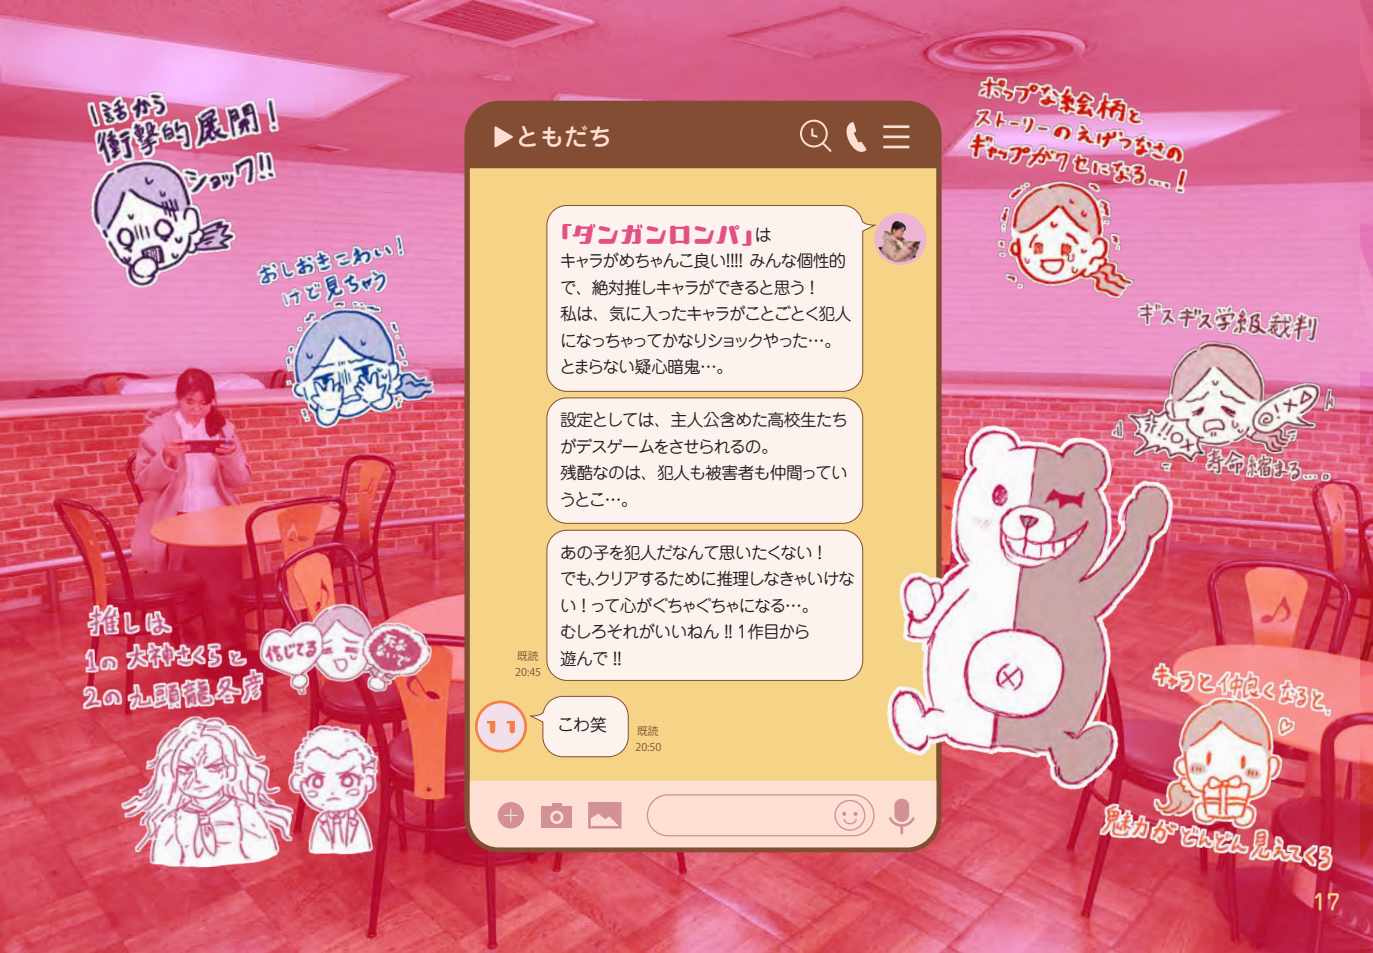 1話から
衝撃的展開!
ショック!!
おしおきこわい!
けど見ちゃう
推しは
1の大神さくらと
2の九頭龍冬彦
信じてる
死なないで
▶ともだち
「ダンガンロンパ」は
キャラがめちゃんこ良い!!!! みんな個性的
で、絶対推しキャラができると思う!
私は、気に入ったキャラがことごとく犯人
になっちゃってかなりショックやった…。
とまらない疑心暗鬼…。
設定としては、主人公含めた高校生たち
がデスゲームをさせられるの。
残酷なのは、犯人も被害者も仲間ってい
うとこ…。
あの子を犯人だなんて思いたくない!
でも、クリアするために推理しなきゃいけな
い!って心がぐちゃぐちゃになる…。
むしろそれがいいねん!! 1作目から
遊んで!!
既読
20:45
こわ笑
既読
20:50
ポップな絵柄と
ストーリーのえげつなさの
ギャップがクセになる…!
ギスギス学級裁判
寿命縮まる…。
キャラと仲良くなると、
魅力がどんどん見えてくる
17